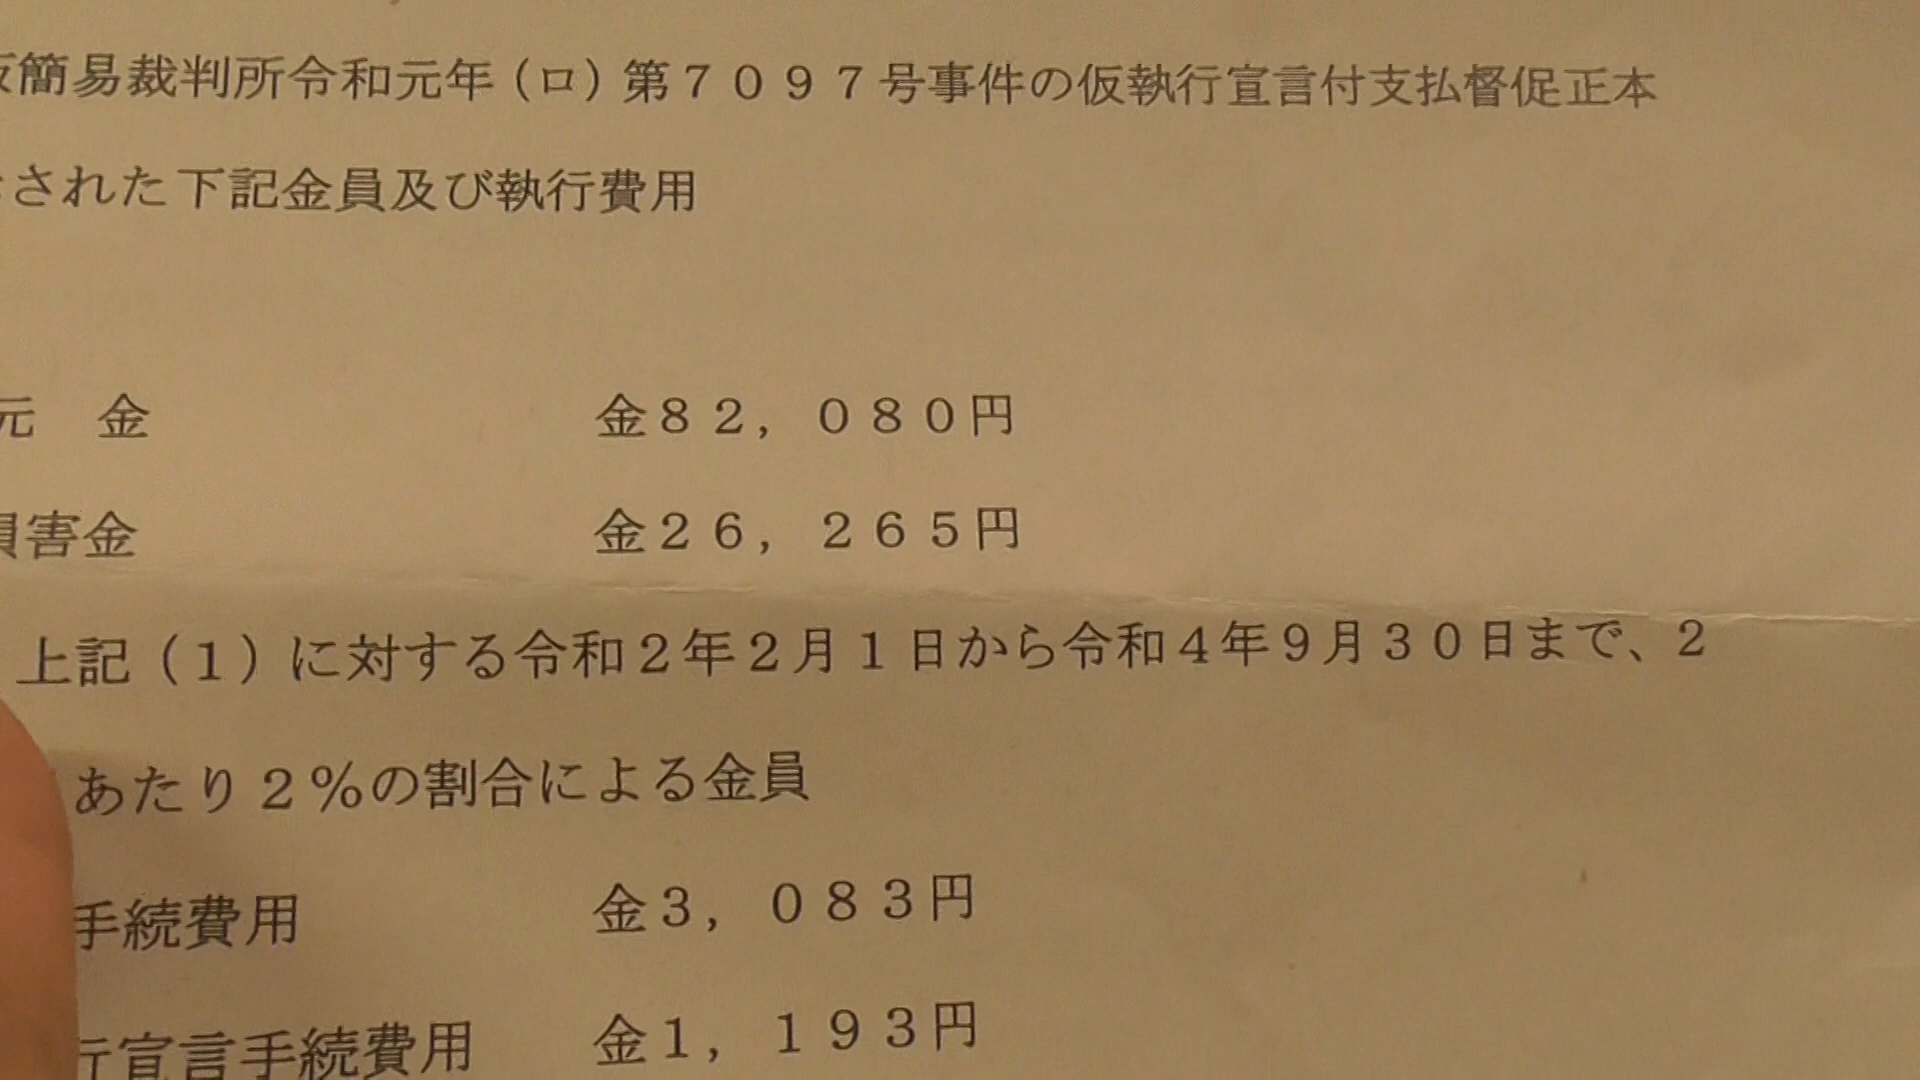 簡易裁判所令和元年（ロ）第７０９７号事件の仮執行宣言付支払督促正本
された下記金員及び執行費用
元　金　金８２，０８０円
損害金　金２６，２６５円
上記（１）に対する令和２年２月１日から令和４年９月３０日まで、２
あたり２％の割合による金員
手続費用　金３，０８３円
行宣言手続費用　金１，１９３円